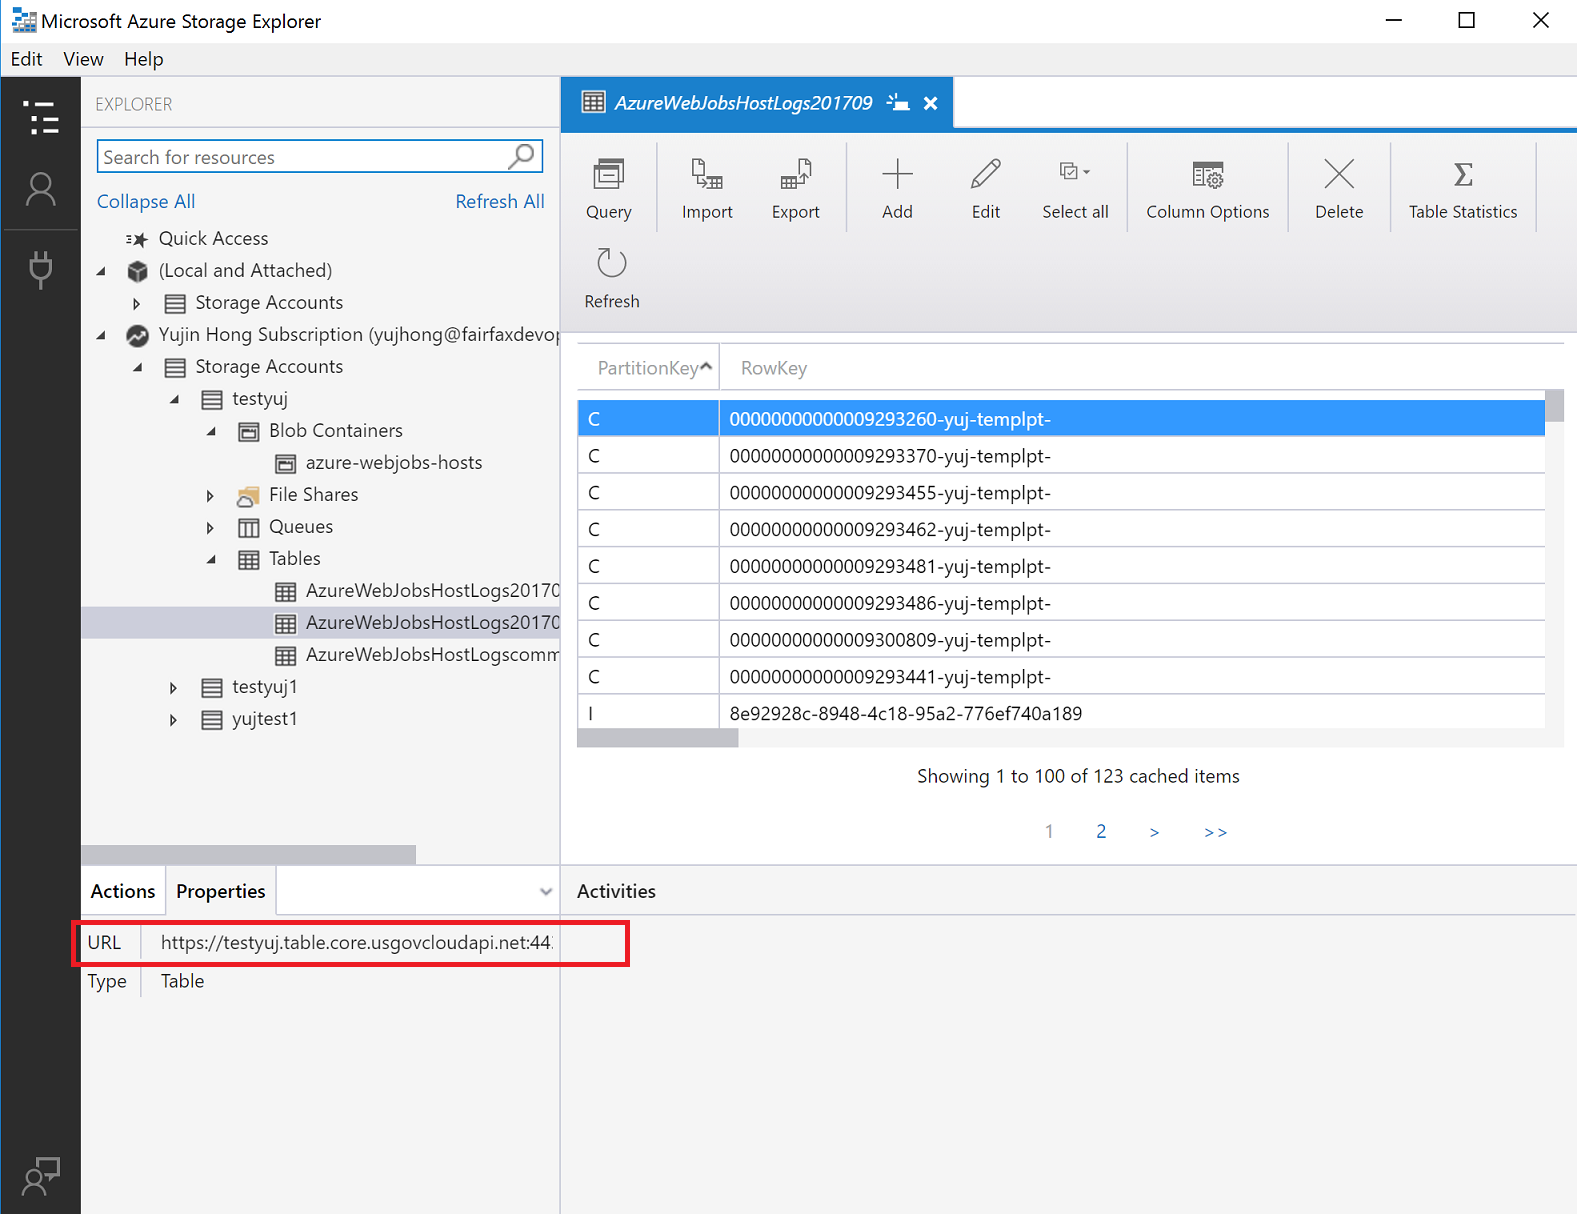 Microsoft Azure Storage Explorer
Edit View Help
EXPLORER
Search for resources
Collapse All Refresh All
Quick Access
(Local and Attached)
Storage Accounts
Yujin Hong Subscription (yujhong@fairfaxdevop
Storage Accounts
testyuj
Blob Containers
azure-webjobs-hosts
File Shares
Queues
Tables
AzureWebJobsHostLogs20170
AzureWebJobsHostLogs20170
AzureWebJobsHostLogscomm
testyuj1
yujtest1
AzureWebJobsHostLogs201709
Query Import Export Add Edit Select all Column Options Delete Table Statistics
Refresh
PartitionKey RowKey
C 00000000000009293260-yuj-templpt-
C 00000000000009293370-yuj-templpt-
C 00000000000009293455-yuj-templpt-
C 00000000000009293462-yuj-templpt-
C 00000000000009293481-yuj-templpt-
C 00000000000009293486-yuj-templpt-
C 00000000000009300809-yuj-templpt-
C 00000000000009293441-yuj-templpt-
I 8e92928c-8948-4c18-95a2-776ef740a189
Showing 1 to 100 of 123 cached items
1 2 > >>
Actions Properties
URL https://testyuj.table.core.usgovcloudapi.net:44
Type Table
Activities